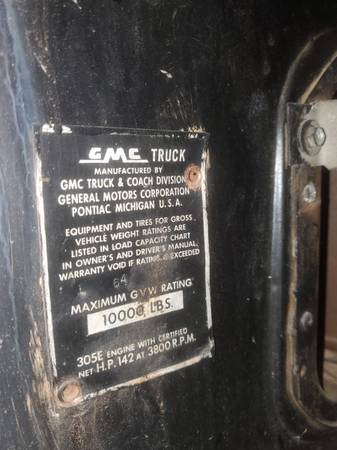 GMC TRUCK
MANUFACTURED BY
GMC TRUCK & COACH DIVISION
GENERAL MOTORS CORPORATION
PONTIAC MICHIGAN U.S.A.
EQUIPMENT AND TIRES FOR GROSS
VEHICLE WEIGHT RATINGS ARE
LISTED IN LOAD CAPACITY CHART
IN OWNER'S AND DRIVER'S MANUAL.
WARRANTY VOID IF RATING IS EXCEEDED
64
MAXIMUM GVW RATING
10000 LBS.
305E ENGINE WITH CERTIFIED
NET H.P. 142 AT 3800 R.P.M.